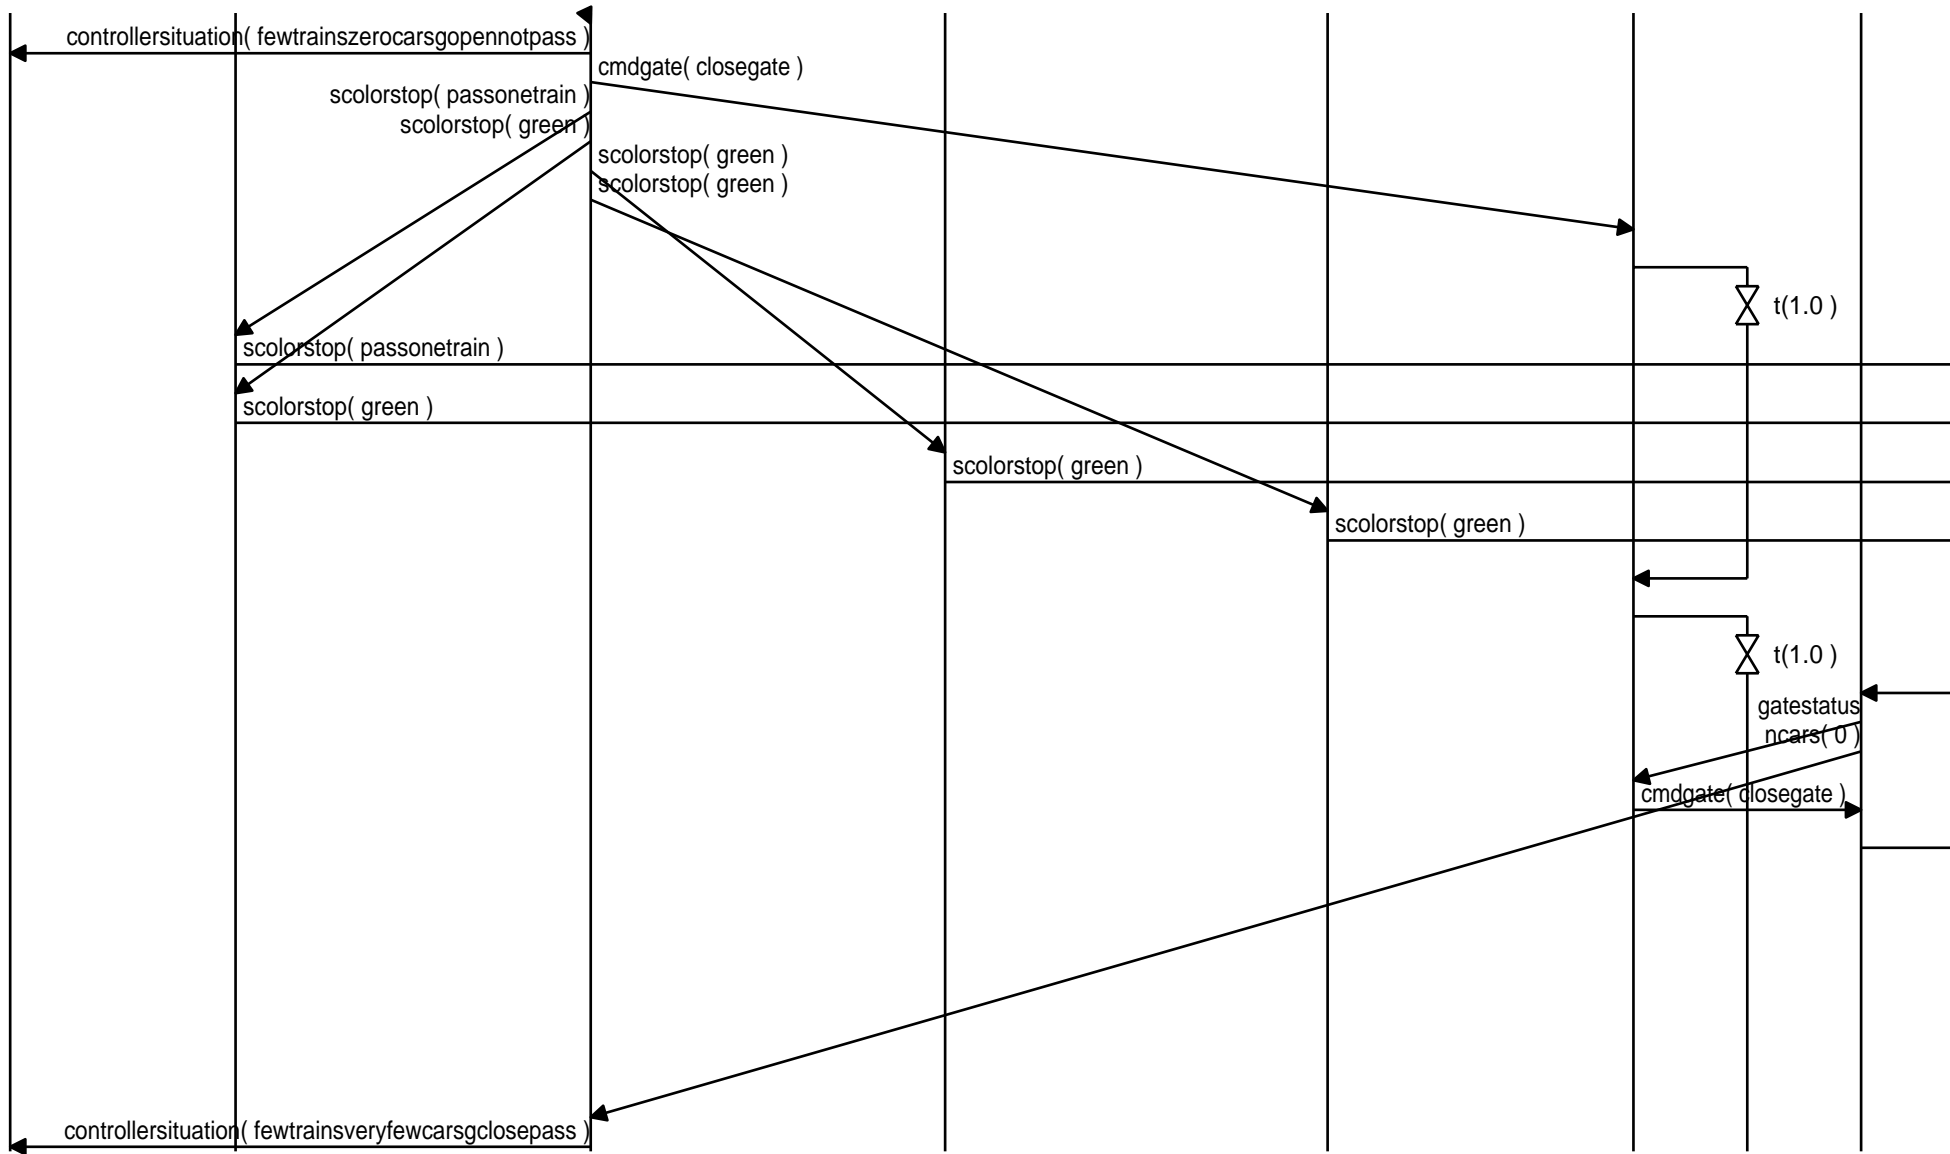 controllersituation( fewtrainszerocarsgopennotpass )
cmdgate( closegate )
scolorstop( passonetrain )
scolorstop( green )
scolorstop( green )
scolorstop( green )
t(1.0 )
scolorstop( passonetrain )
scolorstop( green )
scolorstop( green )
scolorstop( green )
t(1.0 )
gatestatus
ncars( 0 )
cmdgate( closegate )
controllersituation( fewtrainsveryfewcarsgclosepass )